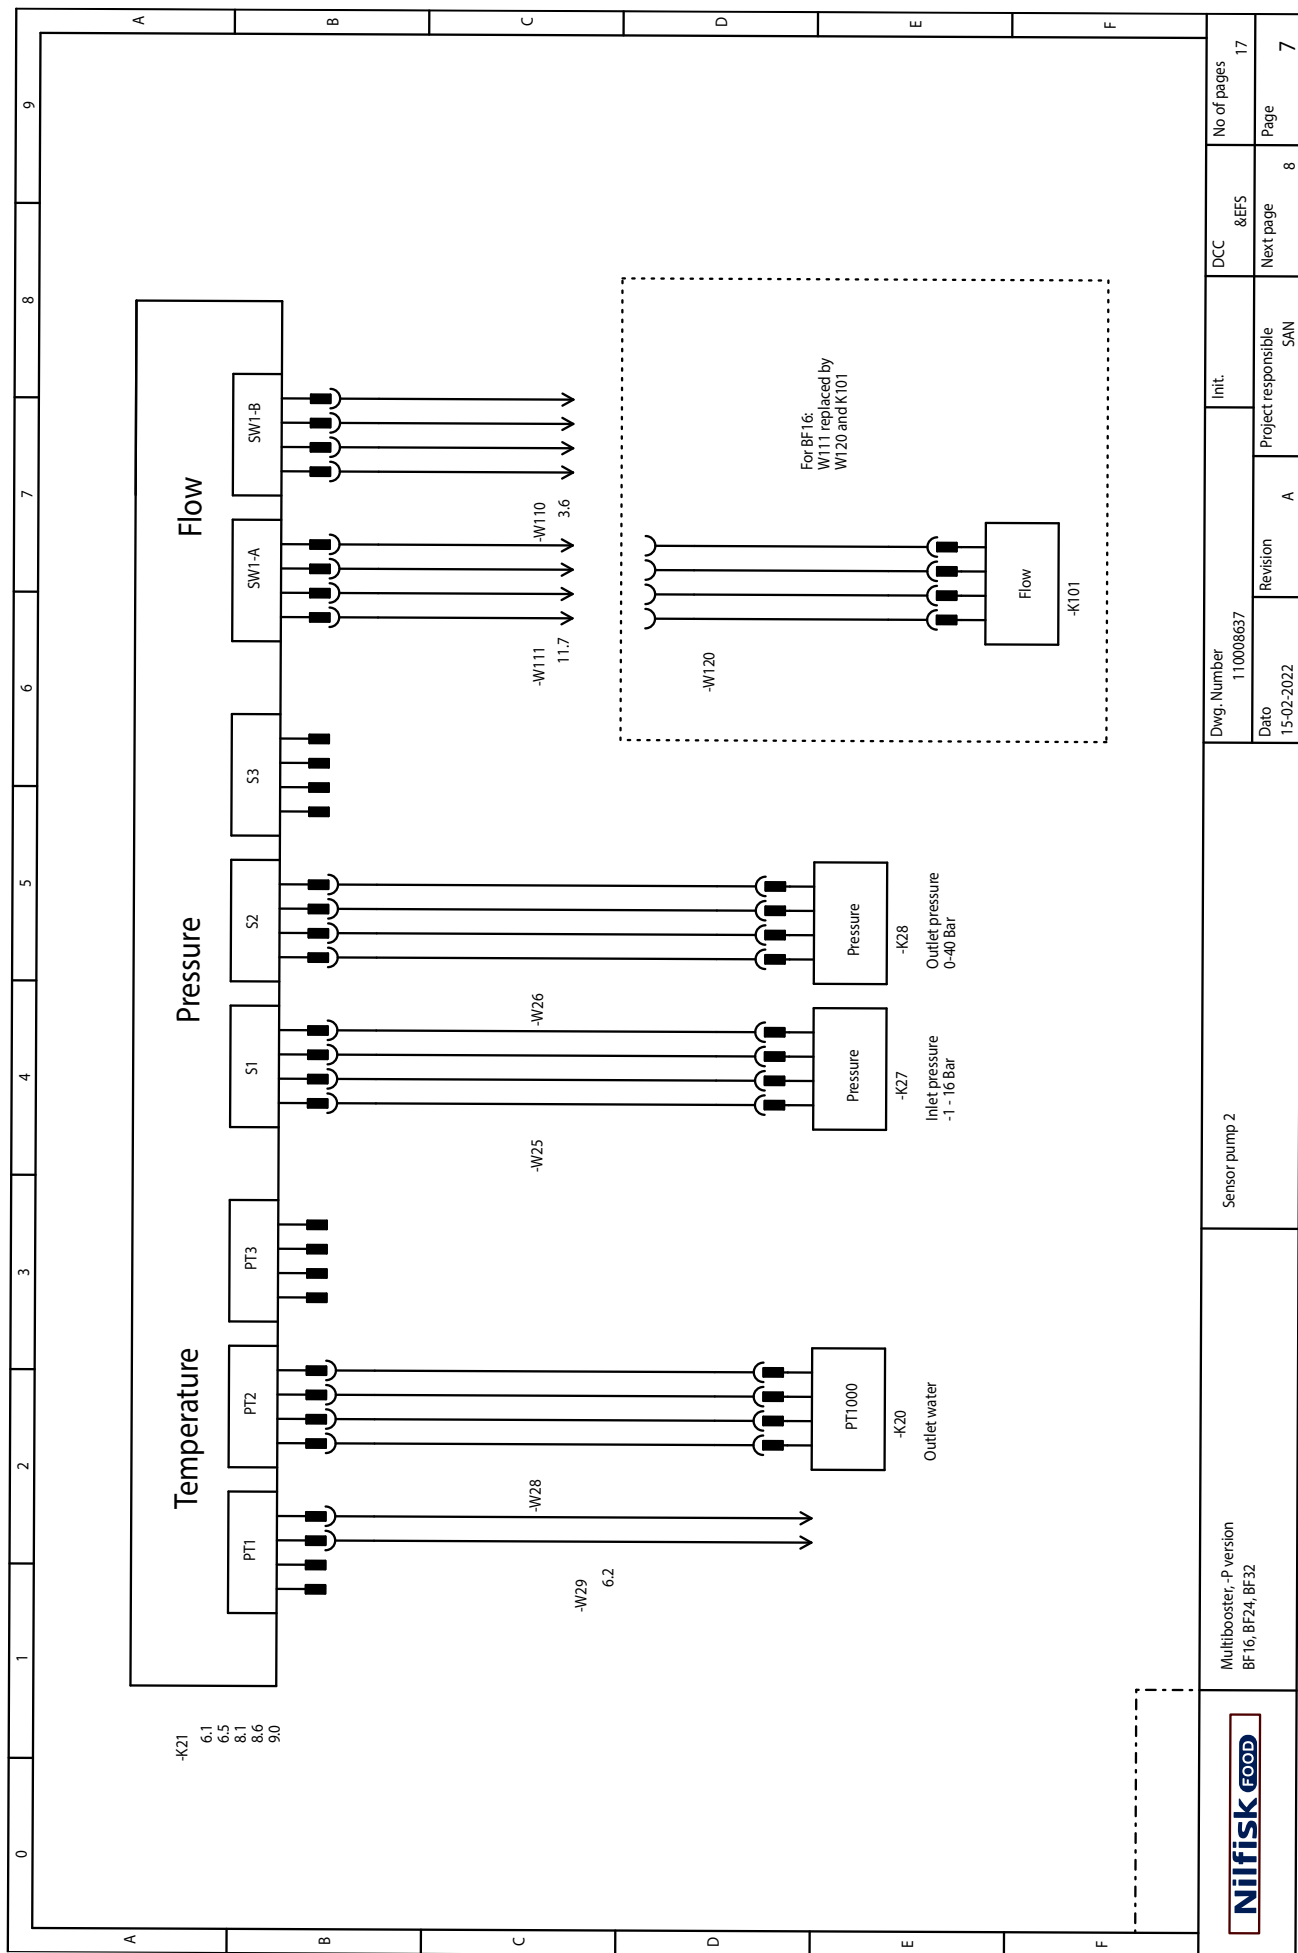 0 1 2 3 4 5 6 7 8 9
A
B
C
D
E
F
A
B
C
D
E
F
-K21
6.1
6.5
8.1
8.6
9.0
Temperature
Pressure
Flow
PT1
PT2
PT3
S1
S2
S3
SW1-A
SW1-B
-W29
6.2
-W28
-W25
-W26
-W111
11.7
-W110
3.6
-W120
For BF16:
W111 replaced by
W120 and K101
PT1000
-K20
Outlet water
Pressure
-K27
Inlet pressure
-1 - 16 Bar
Pressure
-K28
Outlet pressure
0-40 Bar
Flow
-K101
Nilfisk FOOD
Multibooster, -P version
BF16, BF24, BF32
Sensor pump 2
Dwg. Number
110008637
Init.
DCC
&EFS
No of pages
17
Dato
15-02-2022
Revision
A
Project responsible
SAN
Next page
8
Page
7